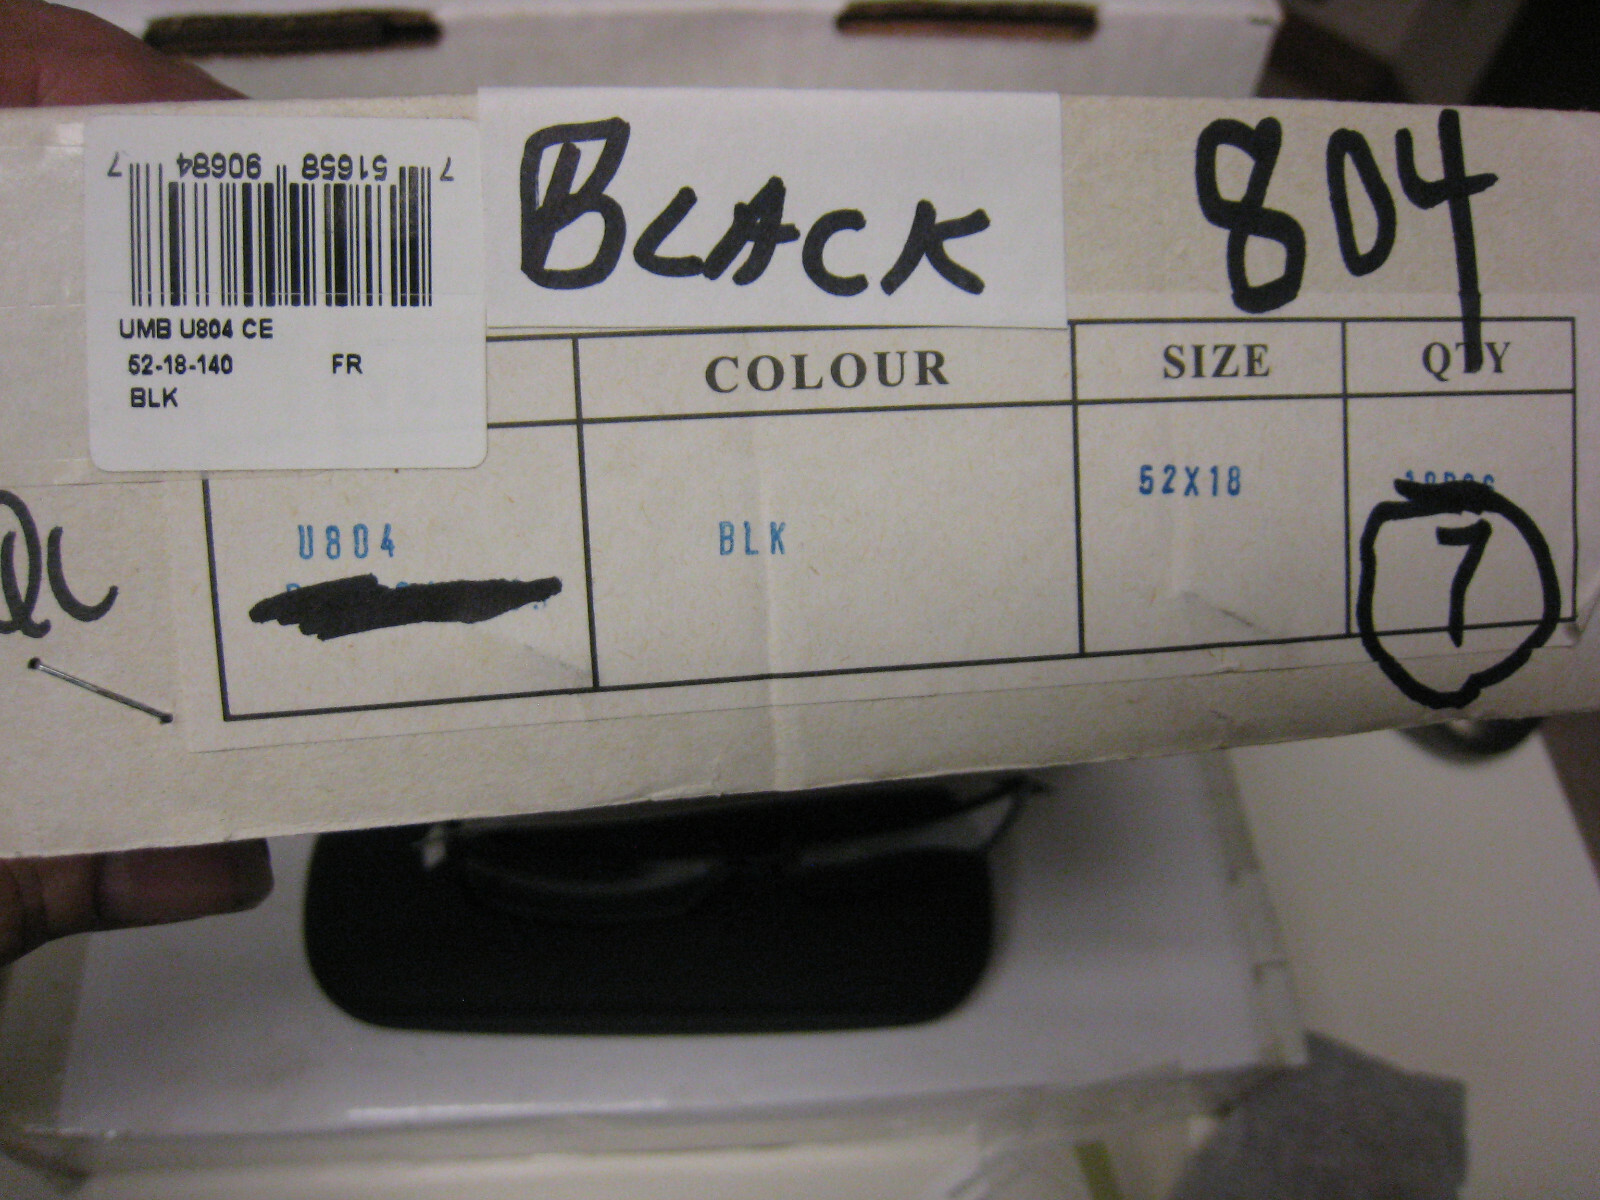 7 51658 90684 7
UMB U804 CE
52-18-140 FR
BLK
BLACK
804
COLOUR SIZE QTY
U804 BLK 52X18
7